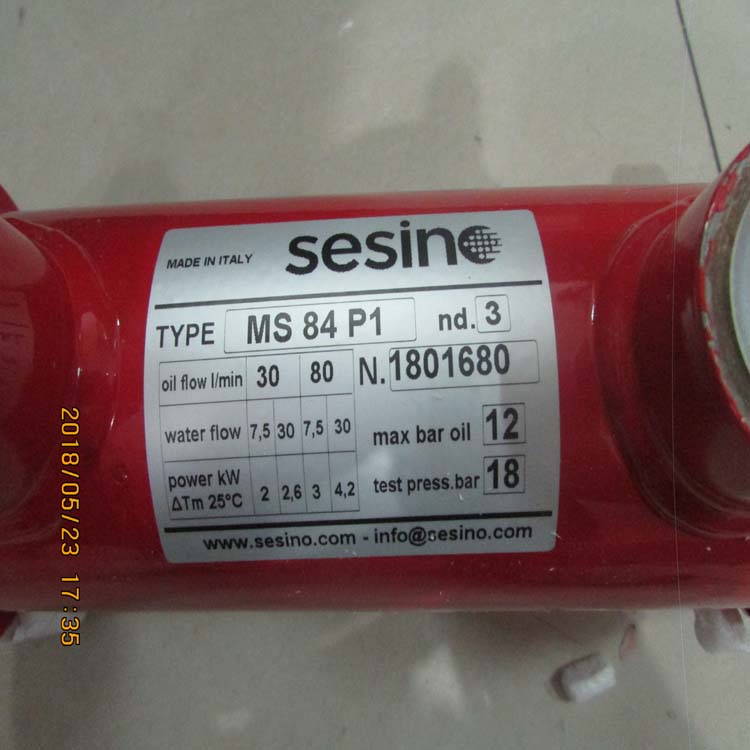 MADE IN ITALY sesino
TYPE MS 84 P1 nd. 3
oil flow l/min 30 80 N. 1801680
water flow 7,5 30 7,5 30 max bar oil 12
power kW
ΔTm 25°C 2 2,6 3 4,2 test press.bar 18
www.sesino.com - info@sesino.com
2018/05/23 17:35